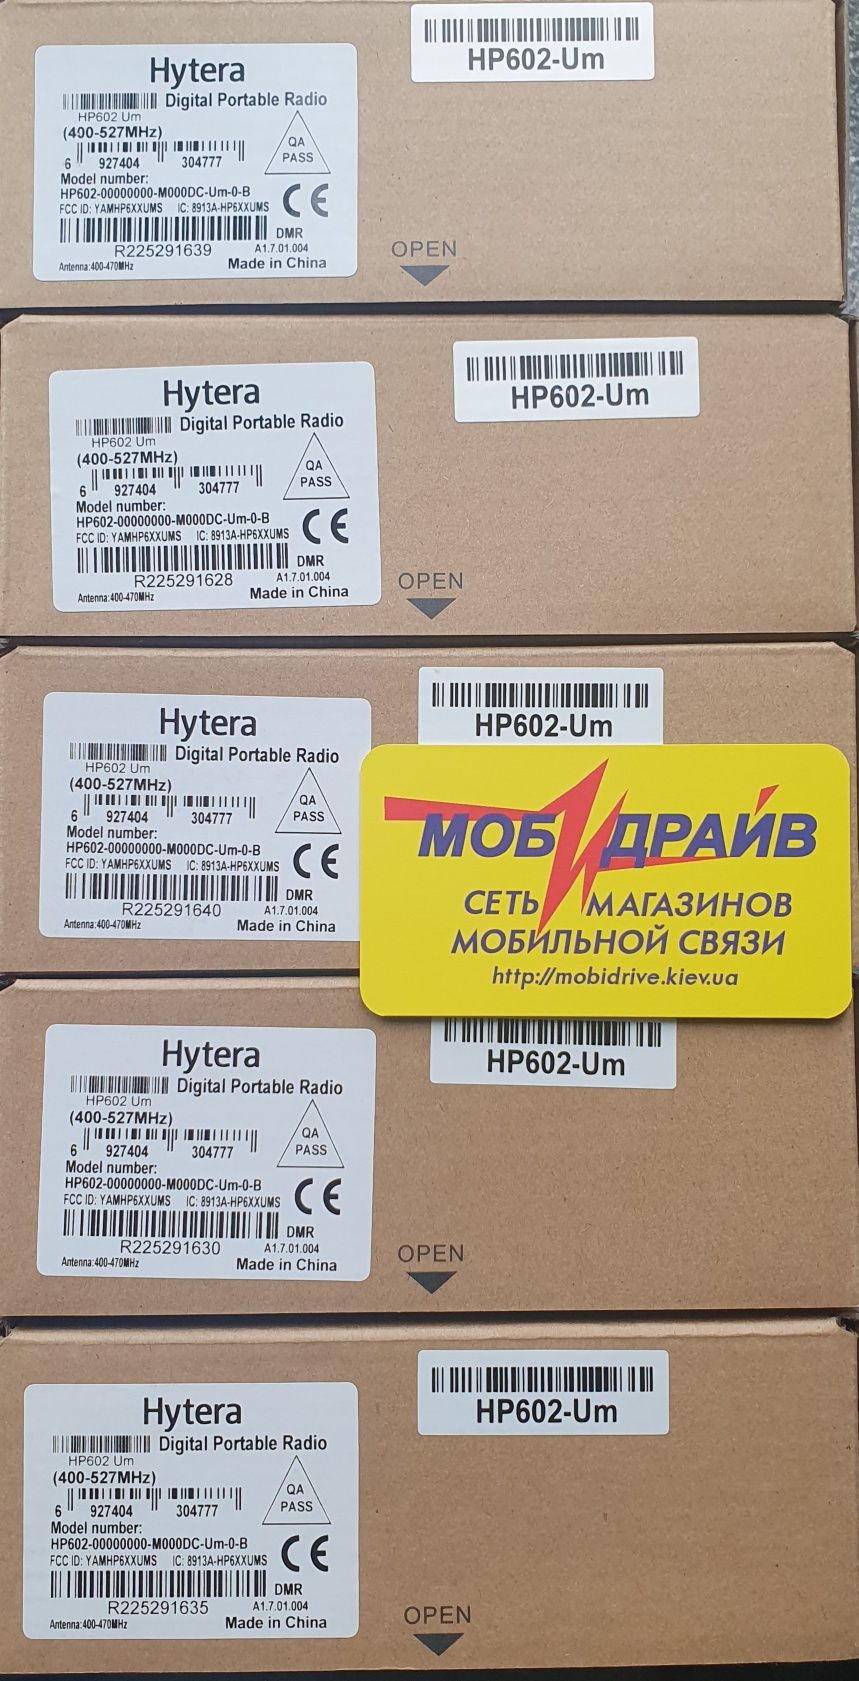 HP602-Um
Hytera
Digital Portable Radio
HP602 Um
(400-527MHz)
6 927404 304777
QA
PASS
Model number:
HP602-00000000-M000DC-Um-0-B
FCC ID: YAMHP6XXUMS IC: 8913A-HP6XXUMS
CE
DMR
R225291639 A1.7.01.004
Antenna:400-470MHz Made in China
OPEN
HP602-Um
Hytera
Digital Portable Radio
HP602 Um
(400-527MHz)
6 927404 304777
QA
PASS
Model number:
HP602-00000000-M000DC-Um-0-B
FCC ID: YAMHP6XXUMS IC: 8913A-HP6XXUMS
CE
DMR
R225291628 A1.7.01.004
Antenna:400-470MHz Made in China
OPEN
HP602-Um
Hytera
Digital Portable Radio
HP602 Um
(400-527MHz)
6 927404 304777
QA
PASS
Model number:
HP602-00000000-M000DC-Um-0-B
FCC ID: YAMHP6XXUMS IC: 8913A-HP6XXUMS
CE
DMR
R225291640 A1.7.01.004
Antenna:400-470MHz Made in China
МОБИДРАЙВ
СЕТЬ МАГАЗИНОВ
МОБИЛЬНОЙ СВЯЗИ
http://mobidrive.kiev.ua
HP602-Um
Hytera
Digital Portable Radio
HP602 Um
(400-527MHz)
6 927404 304777
QA
PASS
Model number:
HP602-00000000-M000DC-Um-0-B
FCC ID: YAMHP6XXUMS IC: 8913A-HP6XXUMS
CE
DMR
R225291630 A1.7.01.004
Antenna:400-470MHz Made in China
OPEN
HP602-Um
Hytera
Digital Portable Radio
HP602 Um
(400-527MHz)
6 927404 304777
QA
PASS
Model number:
HP602-00000000-M000DC-Um-0-B
FCC ID: YAMHP6XXUMS IC: 8913A-HP6XXUMS
CE
DMR
R225291635 A1.7.01.004
Antenna:400-470MHz Made in China
OPEN